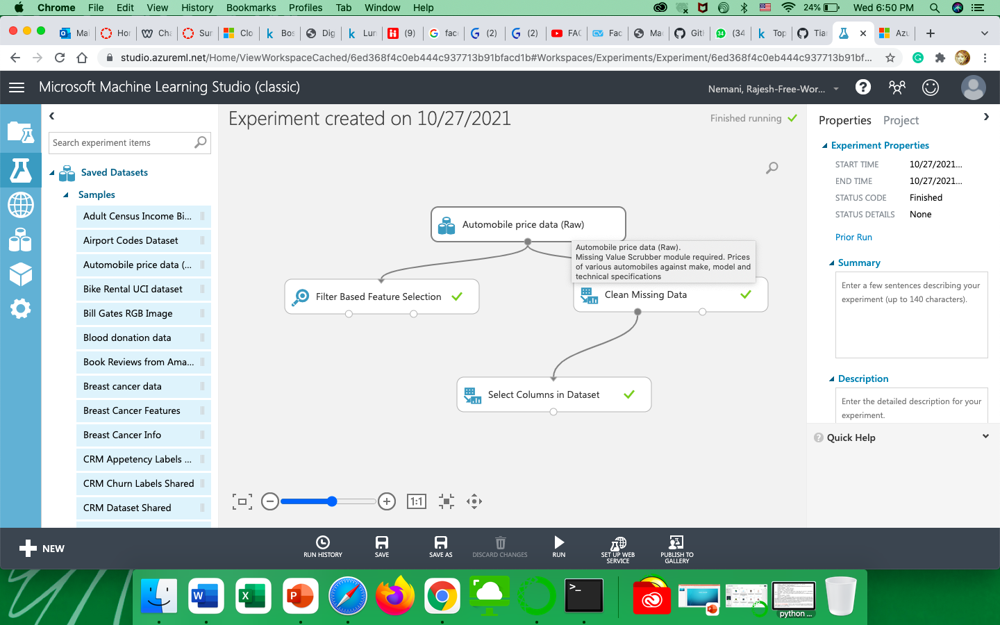 Chrome File Edit View History Bookmarks Profiles Tab Window Help 24% Wed 6:50 PM
Mai Hor Cha Sur Clo Bos Dig Lun (9) face (2) (2) FAC Fac Mac Gith (34 Top Tia Azu
studio.azureml.net/Home/ViewWorkspaceCached/6ed368f4c0eb444c937713b91bfacd1b#Workspaces/Experiments/Experiment/6ed368f4c0eb444c937713b91bf...
Microsoft Machine Learning Studio (classic)
Nemani, Rajesh-Free-Wor...
Experiment created on 10/27/2021
Finished running
Search experiment items
Saved Datasets
Samples
Adult Census Income Bi...
Airport Codes Dataset
Automobile price data (...
Bike Rental UCI dataset
Bill Gates RGB Image
Blood donation data
Book Reviews from Ama...
Breast cancer data
Breast Cancer Features
Breast Cancer Info
CRM Appetency Labels ...
CRM Churn Labels Shared
CRM Dataset Shared
Automobile price data (Raw)
Automobile price data (Raw).
Missing Value Scrubber module required. Prices
of various automobiles against make, model and
technical specifications
Filter Based Feature Selection
Clean Missing Data
Select Columns in Dataset
1:1
Properties Project
Experiment Properties
START TIME 10/27/2021...
END TIME 10/27/2021...
STATUS CODE Finished
STATUS DETAILS None
Prior Run
Summary
Enter a few sentences describing your
experiment (up to 140 characters).
Description
Enter the detailed description for your
experiment.
Quick Help
NEW
RUN HISTORY
SAVE
SAVE AS
DISCARD CHANGES
RUN
SET UP WEB
SERVICE
PUBLISH TO
GALLERY
python ...